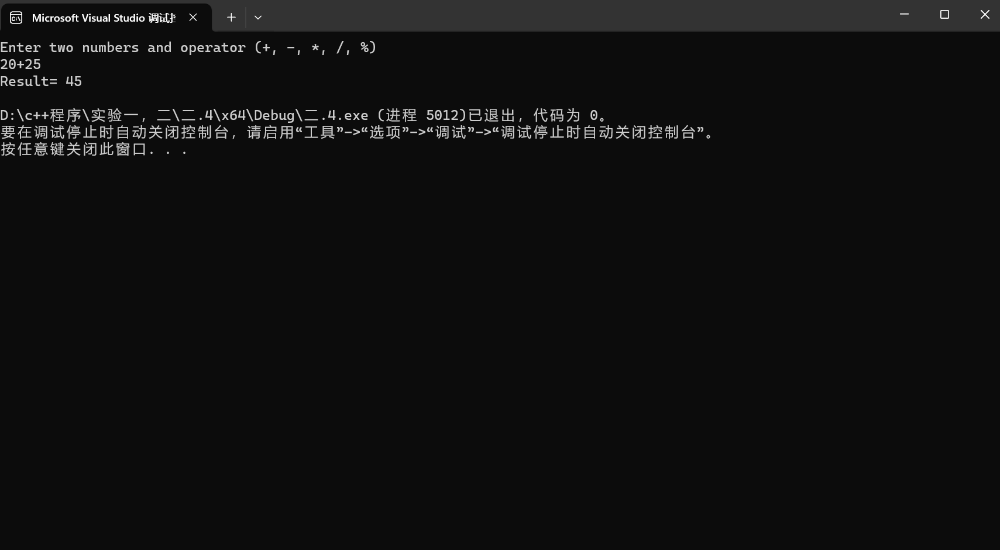 Microsoft Visual Studio 调试
Enter two numbers and operator (+, -, *, /, %)
20+25
Result= 45
D:\c++程序\实验一，二\二.4\x64\Debug\二.4.exe (进程 5012)已退出，代码为 0。
要在调试停止时自动关闭控制台，请启用“工具”->“选项”->“调试”->“调试停止时自动关闭控制台”。
按任意键关闭此窗口. . .